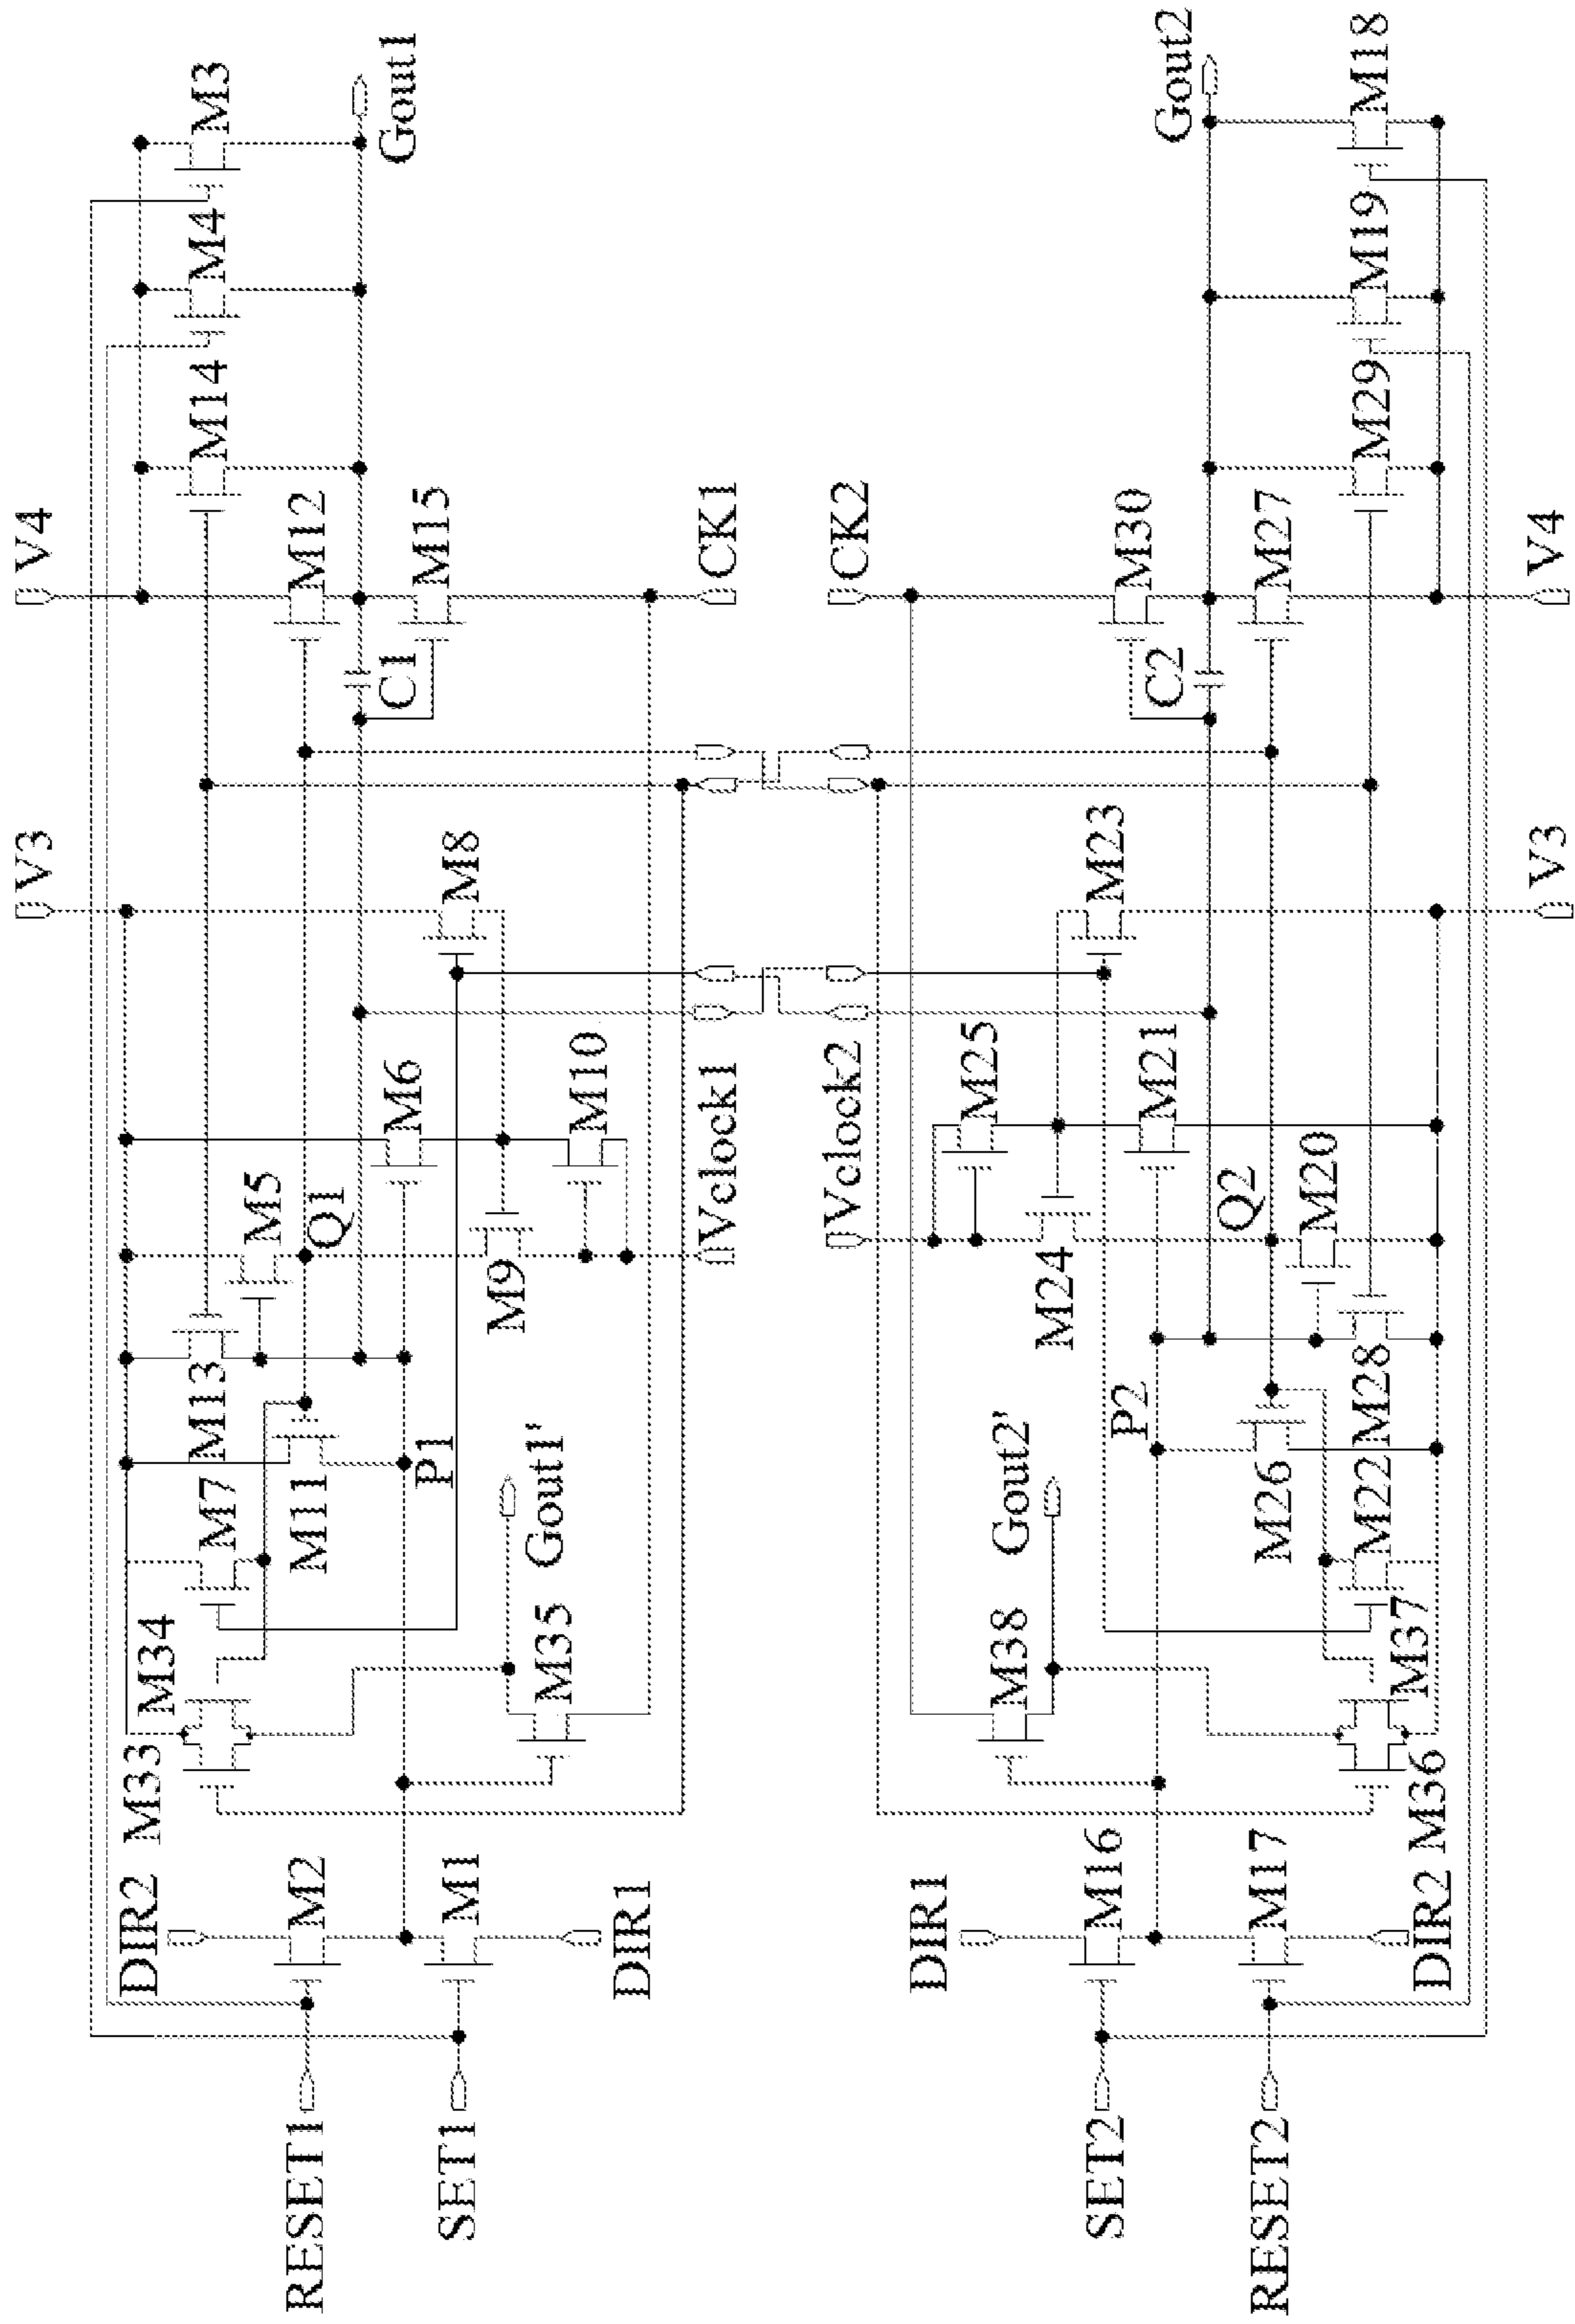 V3
V4
DIR2
M33
M34
M7
M13
M14
M4
M3
M5
RESET1
M2
M11
Q1
M12
C1
Gout1
M6
SET1
M1
P1
M8
M15
M9
Gout1'
M35
M10
DIR1
Vclock1
CK1
Vclock2
CK2
DIR1
M25
M38
Gout2'
M24
SET2
M16
P2
M23
M30
M21
C2
Gout2
Q2
RESET2
M17
M26
M27
M20
M22
M28
M29
M19
M18
M37
DIR2
M36
V3
V4